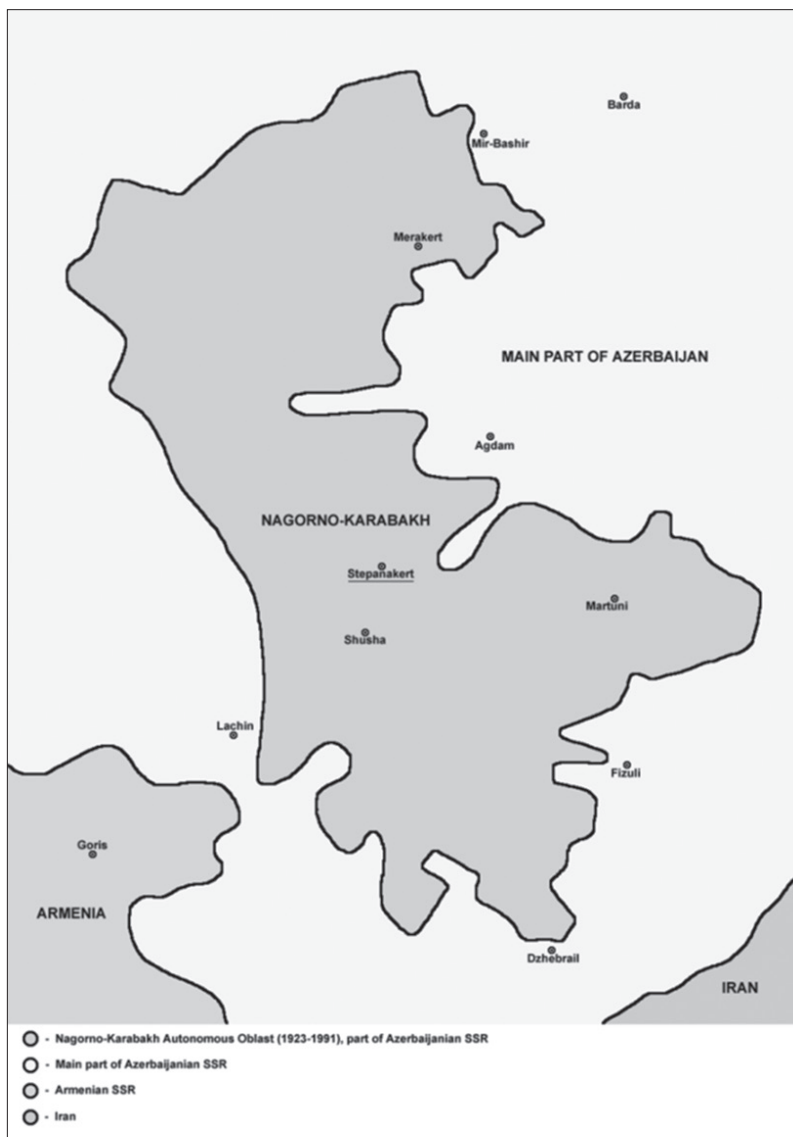 Barda
Mir-Bashir
Merakert
MAIN PART OF AZERBAIJAN
Agdam
NAGORNO-KARABAKH
Stepanakert
Martuni
Shusha
Lachin
Fizuli
Goris
ARMENIA
Dzhebrail
IRAN
- Nagorno-Karabakh Autonomous Oblast (1923-1991), part of Azerbaijanian SSR
- Main part of Azerbaijanian SSR
- Armenian SSR
- Iran